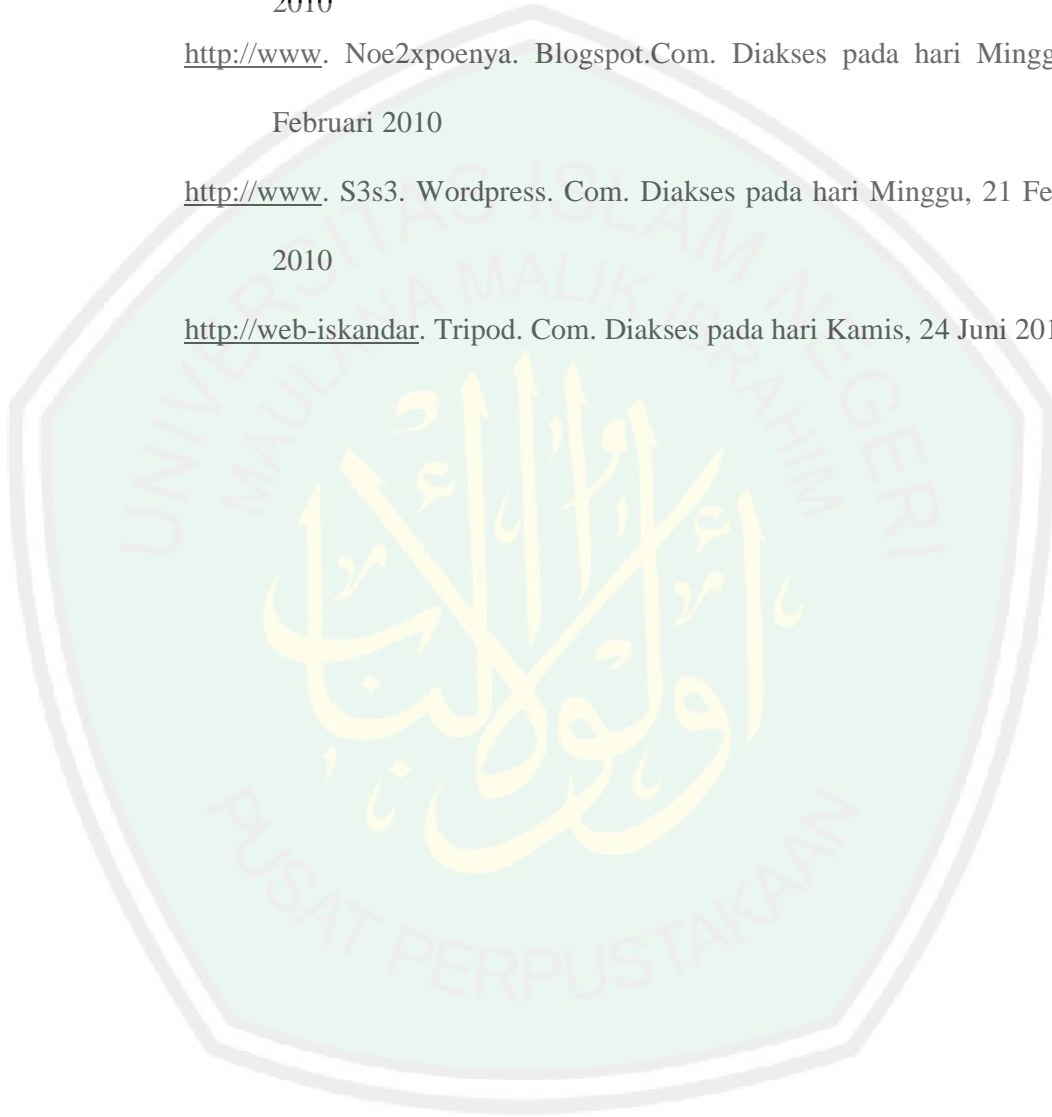 2010
http://www. Noe2xpoenya. Blogspot.Com. Diakses pada hari Mingg
Februari 2010
http://www. S3s3. Wordpress. Com. Diakses pada hari Minggu, 21 Fe
2010
http://web-iskandar. Tripod. Com. Diakses pada hari Kamis, 24 Juni 201
UNIVERSITAS ISLAM NEGERI
MAULANA MALIK IBRAHIM
أولو الألباب
PUSAT PERPUSTAKAAN